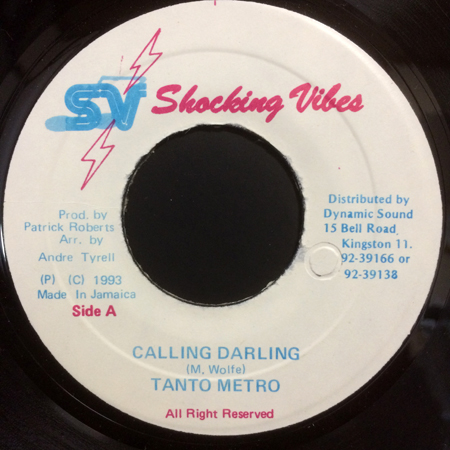 SV Shocking Vibes
Prod. by
Patrick Roberts
Arr. by
Andre Tyrell
(P) (C) 1993
Made In Jamaica
Side A
Distributed by
Dynamic Sound
15 Bell Road,
Kingston 11.
92-39166 or
92-39138
CALLING DARLING
(M. Wolfe)
TANTO METRO
All Right Reserved